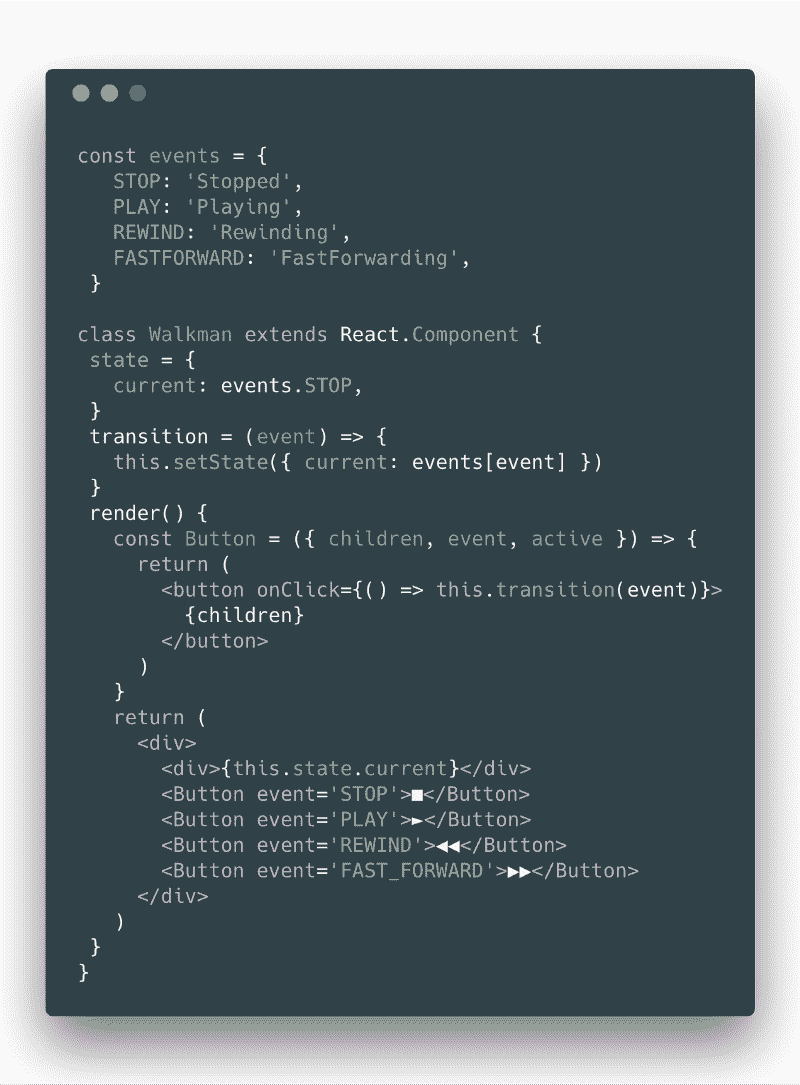 const events = {
   STOP: 'Stopped',
   PLAY: 'Playing',
   REWIND: 'Rewinding',
   FASTFORWARD: 'FastForwarding',
 }

class Walkman extends React.Component {
 state = {
   current: events.STOP,
 }
 transition = (event) => {
   this.setState({ current: events[event] })
 }
 render() {
   const Button = ({ children, event, active }) => {
     return (
       <button onClick={() => this.transition(event)}>
         {children}
       </button>
     )
   }
   return (
     <div>
       <div>{this.state.current}</div>
       <Button event='STOP'>■</Button>
       <Button event='PLAY'>►</Button>
       <Button event='REWIND'>◀◀</Button>
       <Button event='FAST_FORWARD'>▶▶</Button>
     </div>
   )
 }
}